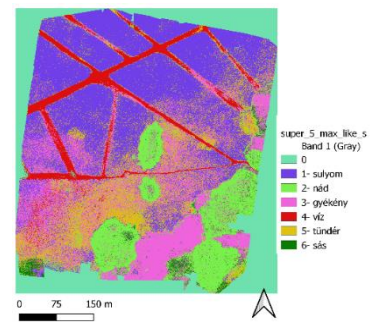 super_5_max_like_s
Band 1 (Gray)
0
1- sulyom
2- nád
3- gyékény
4- víz
5- tündér
6- sás
0 75 150 m